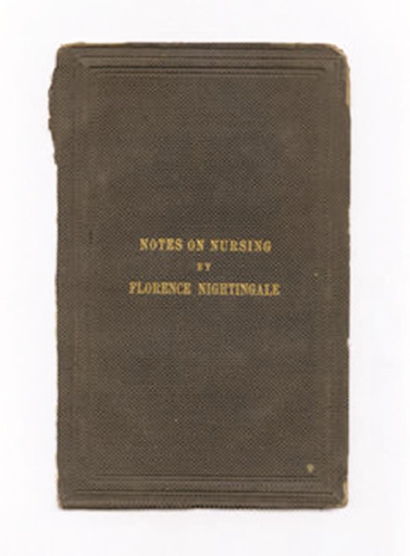 NOTES ON NURSING
BY
FLORENCE NIGHTINGALE